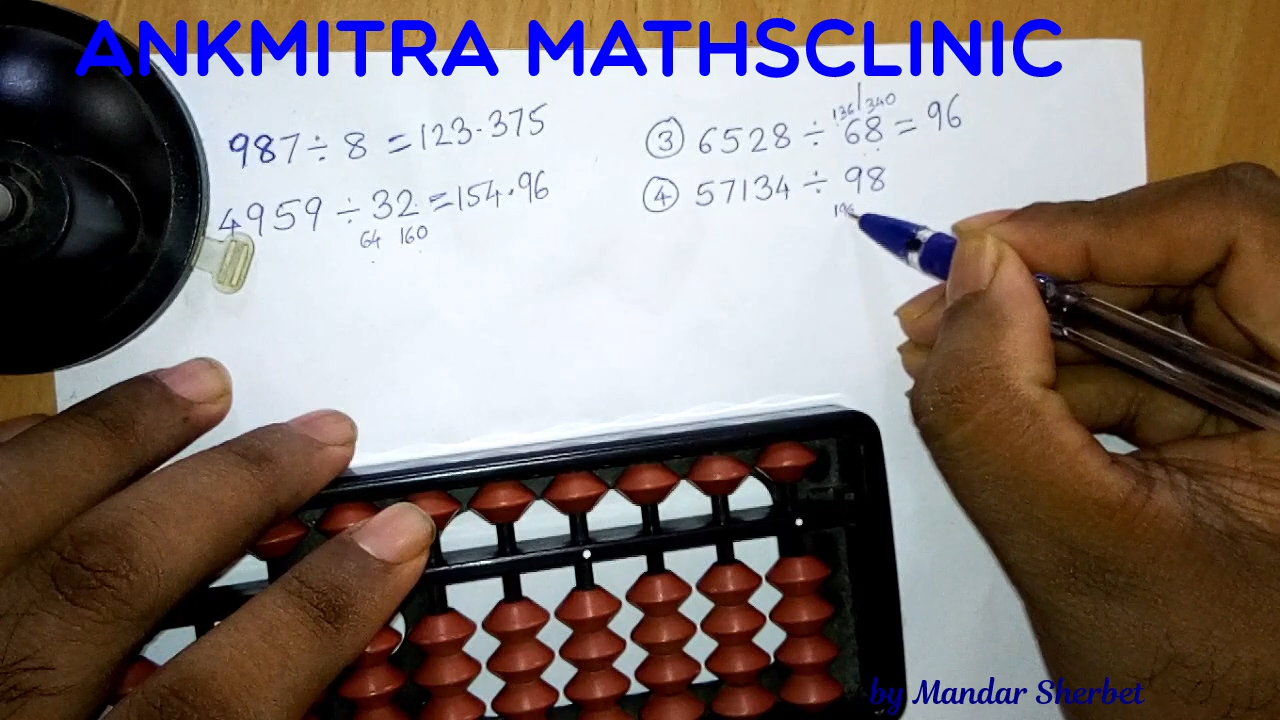 ANKMITRA MATHSCLINIC
987 ÷ 8 = 123.375
4959 ÷ 32 = 154.96
64 160
136/340
③ 6528 ÷ 68 = 96
④ 57134 ÷ 98
196
by Mandar Sherbet